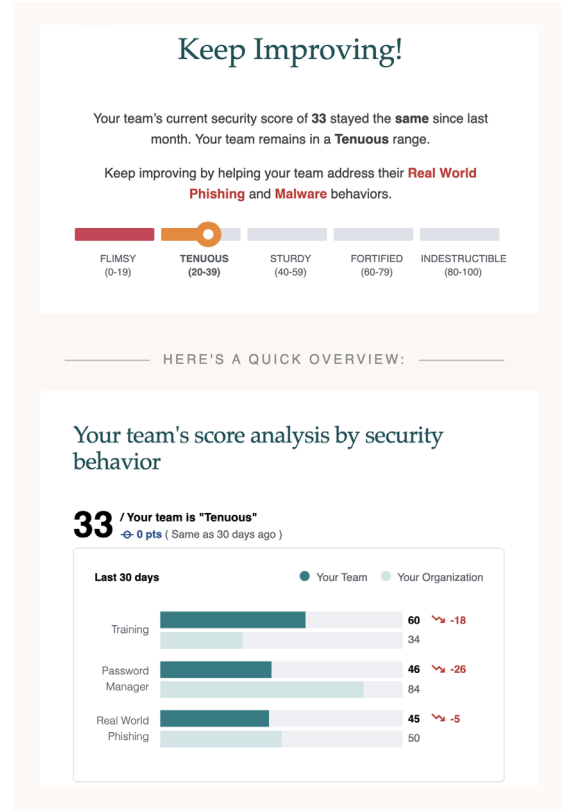 Keep Improving!
Your team's current security score of 33 stayed the same since last
month. Your team remains in a Tenuous range.
Keep improving by helping your team address their Real World
Phishing and Malware behaviors.
FLIMSY
(0-19)
TENUOUS
(20-39)
STURDY
(40-59)
FORTIFIED
(60-79)
INDESTRUCTIBLE
(80-100)
HERE'S A QUICK OVERVIEW:
Your team's score analysis by security
behavior
33 / Your team is "Tenuous"
0 pts ( Same as 30 days ago )
Last 30 days
Your Team
Your Organization
Training
60 -18
34
Password
Manager
46 -26
84
Real World
Phishing
45 -5
50